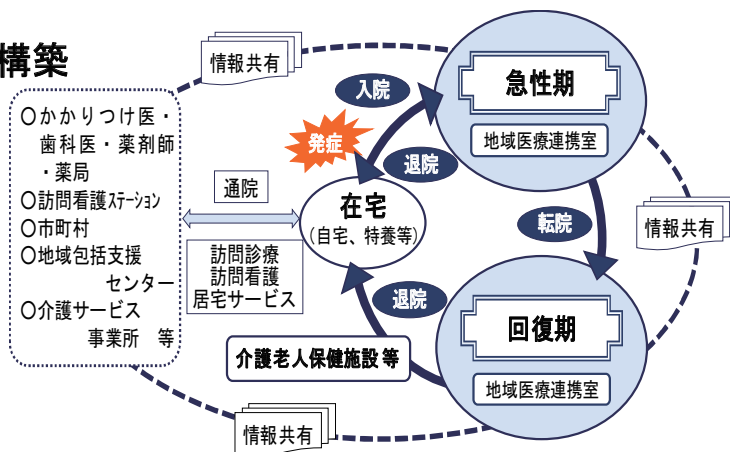 構築
情報共有
〇かかりつけ医・
歯科医・薬剤師
・薬局
〇訪問看護ステーション
〇市町村
〇地域包括支援
センター
〇介護サービス
事業所 等
通院
訪問診療
訪問看護
居宅サービス
発症
在宅
(自宅、特養等)
入院
退院
急性期
地域医療連携室
転院
情報共有
退院
回復期
地域医療連携室
介護老人保健施設等
情報共有